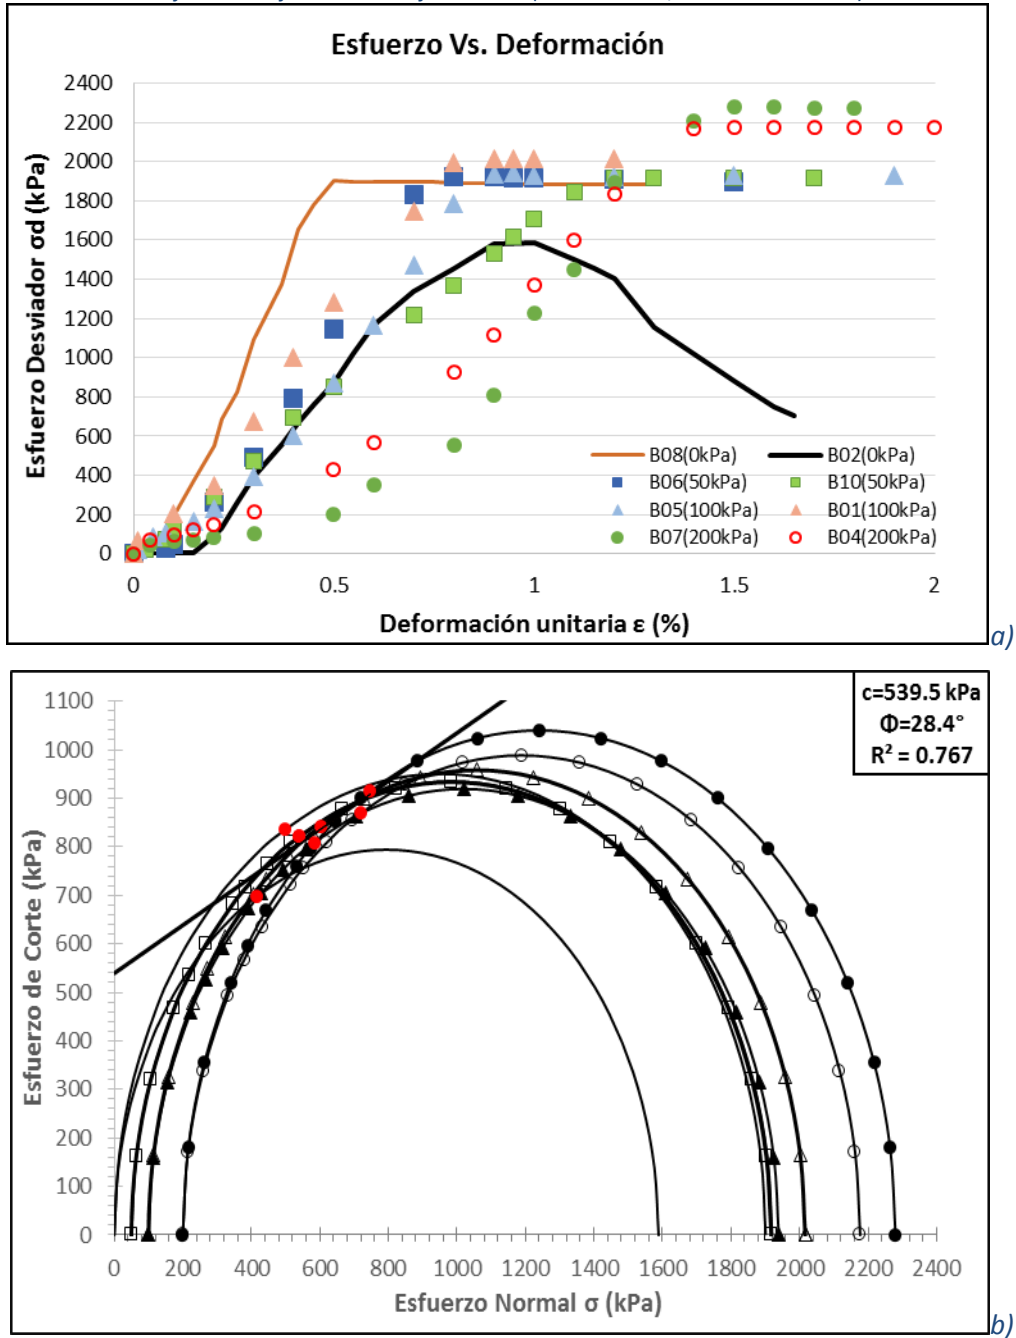 Esfuerzo Vs. Deformación
2400
2200
2000
1800
1600
1400
1200
1000
800
600
400
200
0
Esfuerzo Desviador σd (kPa)
B08(0kPa) B02(0kPa)
B06(50kPa) B10(50kPa)
B05(100kPa) B01(100kPa)
B07(200kPa) B04(200kPa)
0 0.5 1 1.5 2
Deformación unitaria ε (%)
a)
c=539.5 kPa
Φ=28.4°
R² = 0.767
1100
1000
900
800
700
600
500
400
300
200
100
0
Esfuerzo de Corte (kPa)
0 200 400 600 800 1000 1200 1400 1600 1800 2000 2200 2400
Esfuerzo Normal σ (kPa)
b)